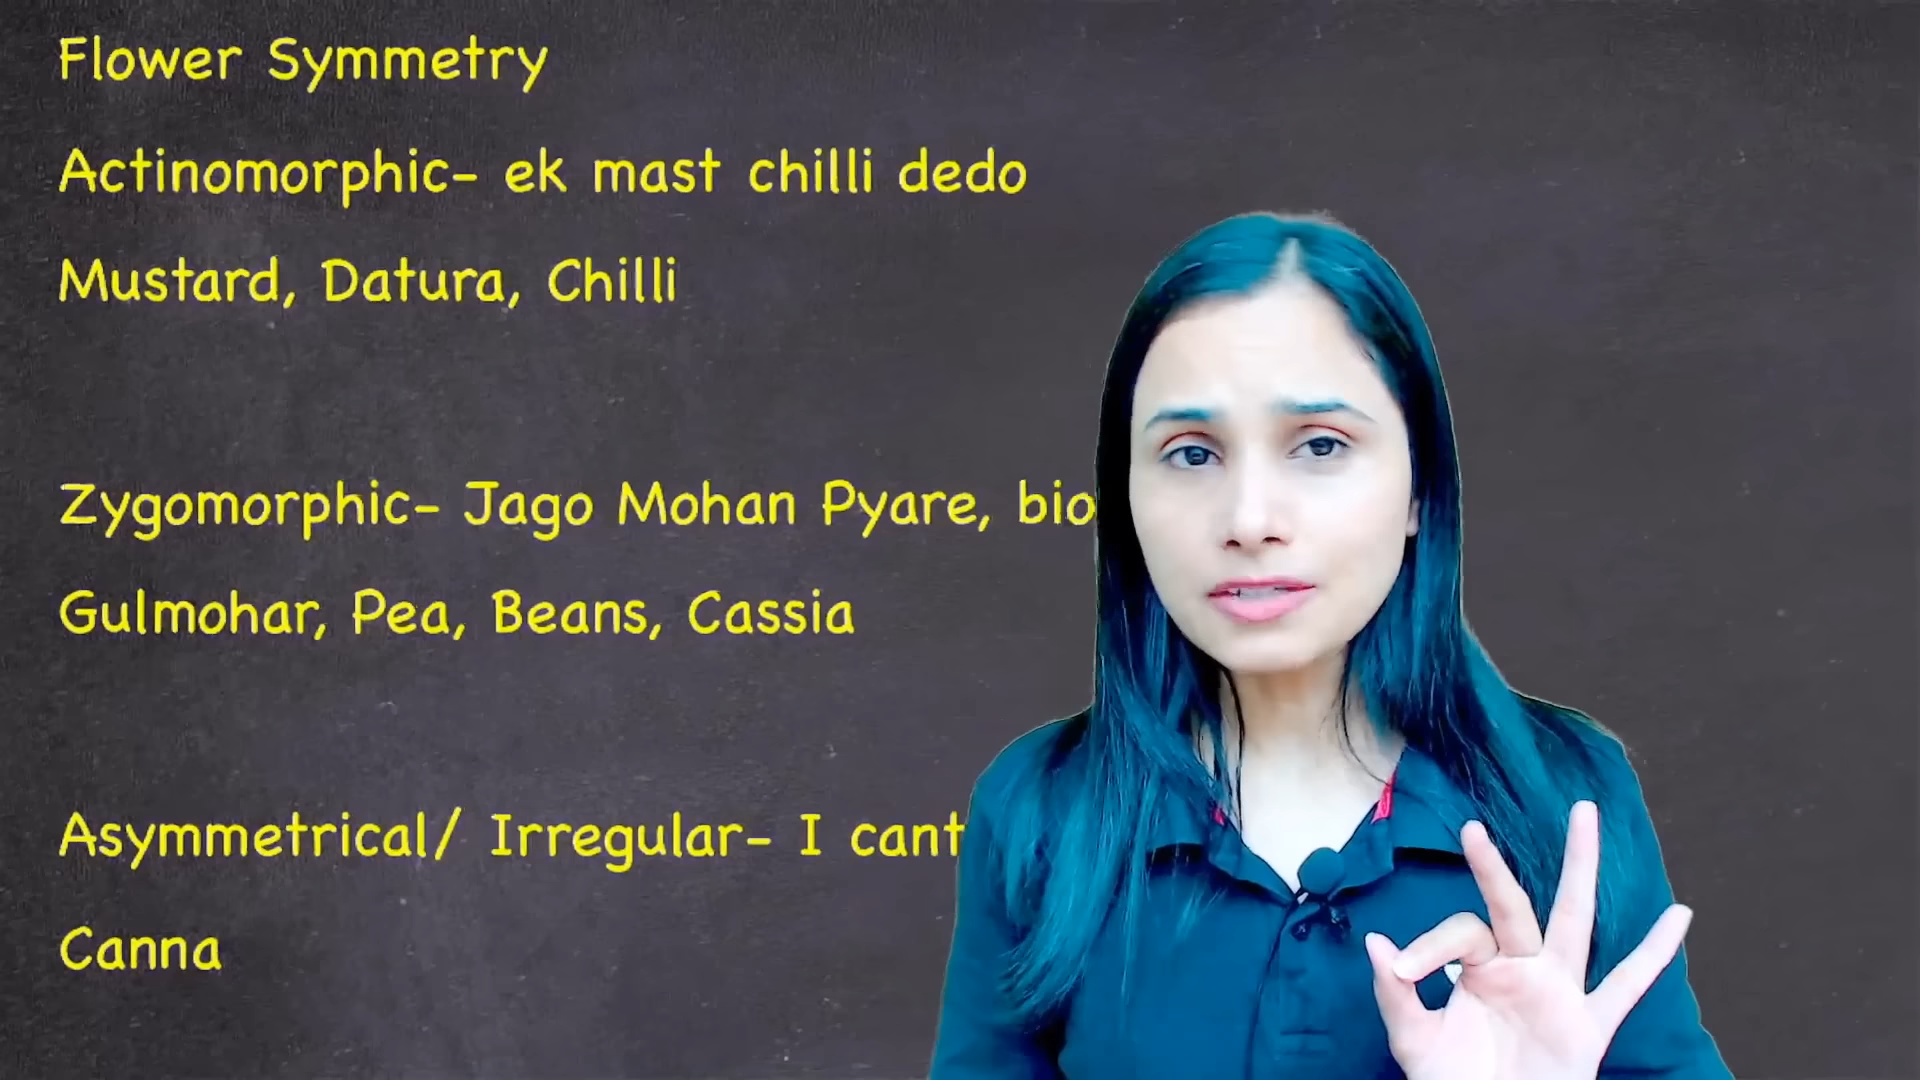 Flower Symmetry
Actinomorphic- ek mast chilli dedo
Mustard, Datura, Chilli
Zygomorphic- Jago Mohan Pyare, bio
Gulmohar, Pea, Beans, Cassia
Asymmetrical/ Irregular- I cant
Canna